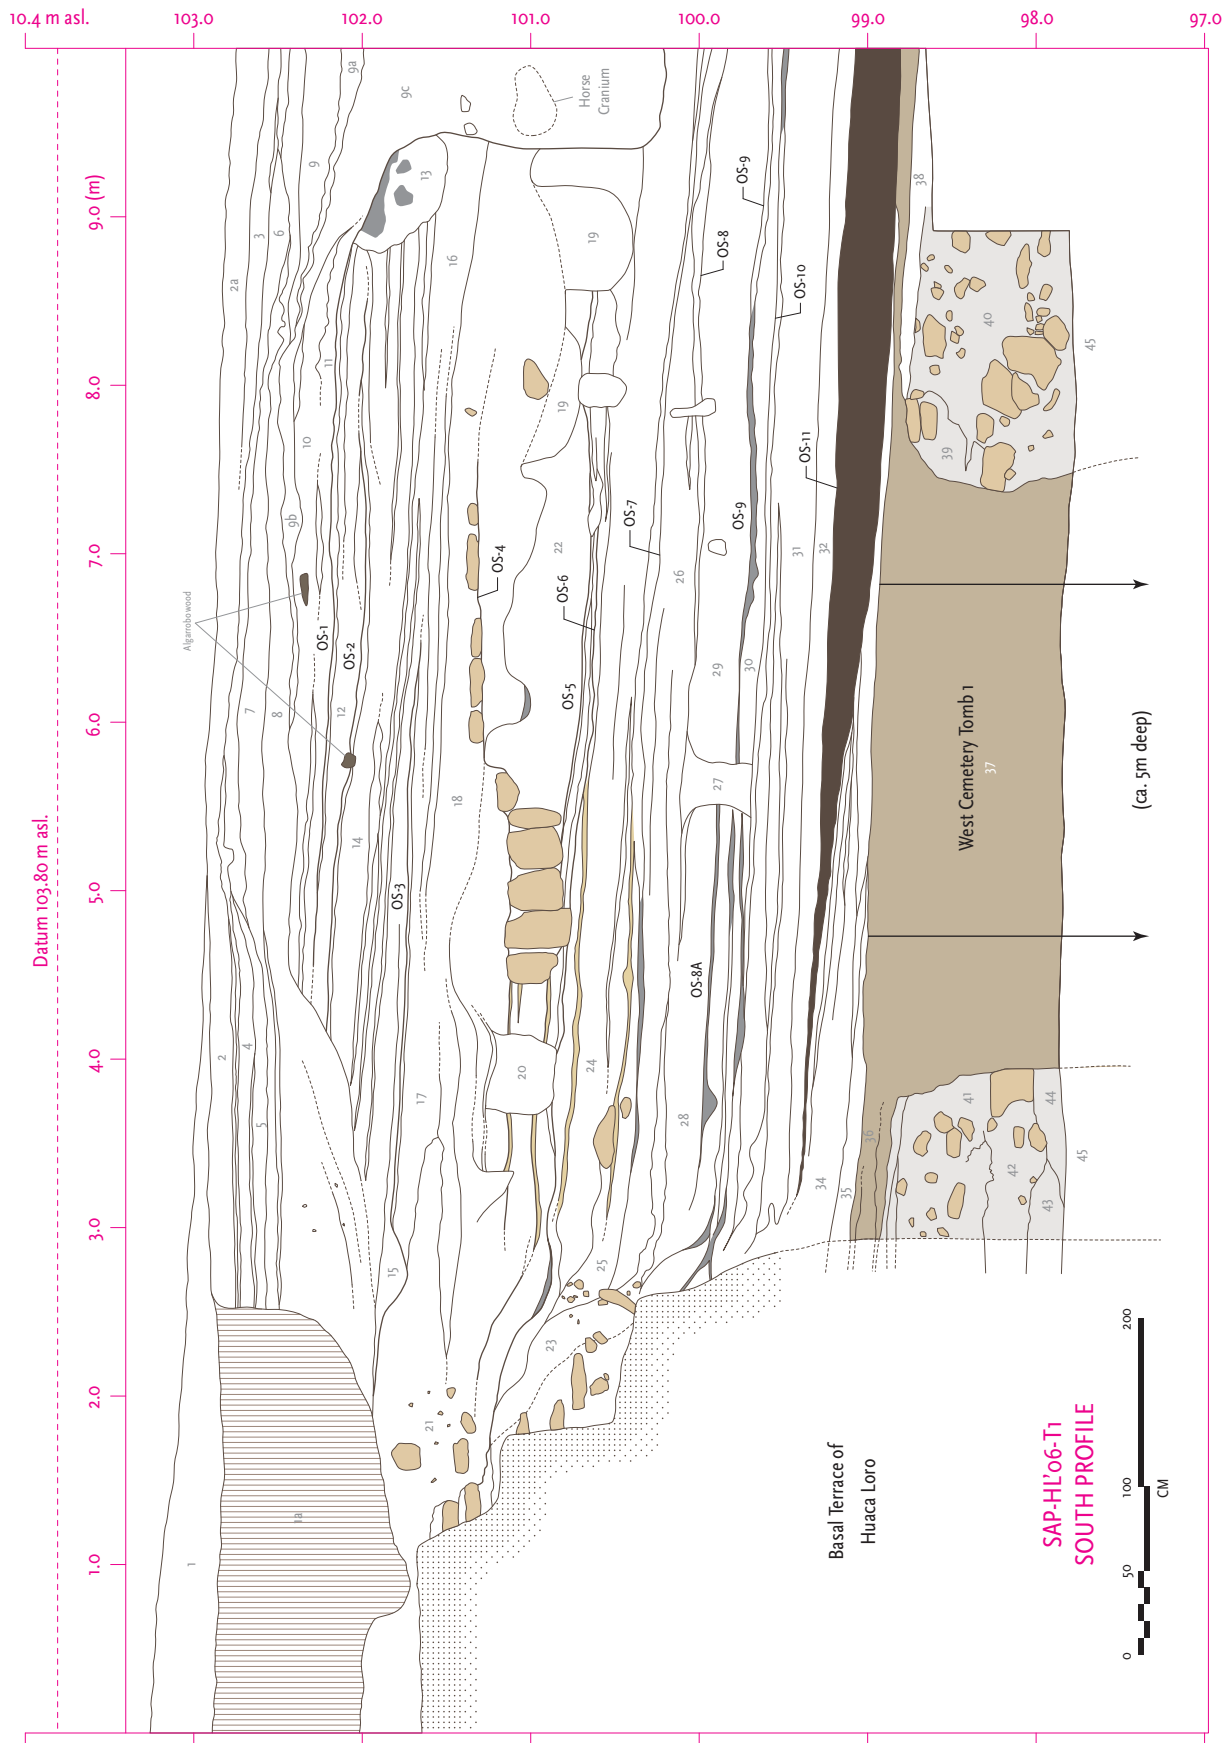 10.4 m asl.
103.0
102.0
101.0
100.0
99.0
98.0
97.0
9.0 (m)
8.0
7.0
6.0
5.0
4.0
3.0
2.0
1.0
Datum 103.80 m asl.
Horse
Cranium
Algarrobo wood
OS-1
OS-2
OS-3
OS-4
OS-5
OS-6
OS-7
OS-8
OS-8A
OS-9
OS-9
OS-10
OS-11
1
1a
2
2a
3
4
5
6
7
8
9
9a
9b
9c
10
11
12
13
14
15
16
17
18
19
19
20
21
22
23
24
25
26
27
28
29
30
31
32
34
35
36
37
38
39
40
41
42
43
44
45
45
West Cemetery Tomb 1
(ca. 5m deep)
Basal Terrace of
Huaca Loro
SAP-HL'06-T1
SOUTH PROFILE
0
50
100
200
CM